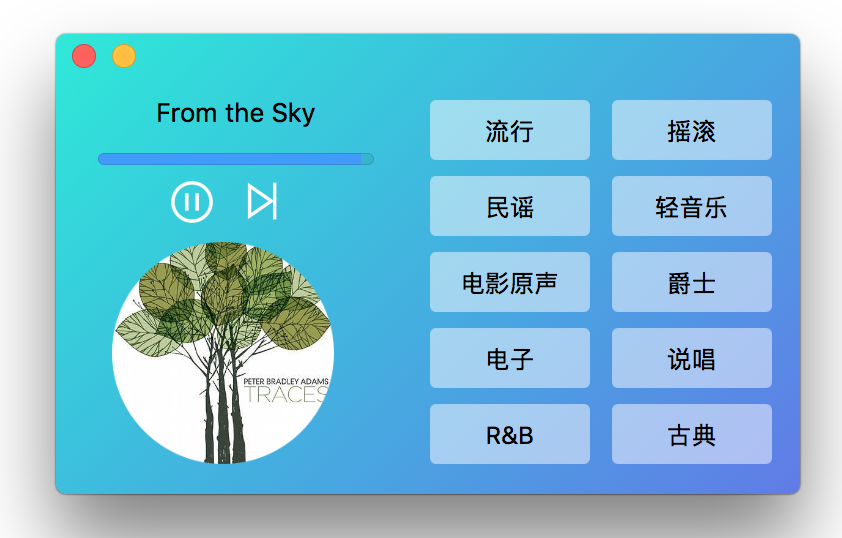 From the Sky
PETER BRADLEY ADAMS
TRACES
流行
摇滚
民谣
轻音乐
电影原声
爵士
电子
说唱
R&B
古典